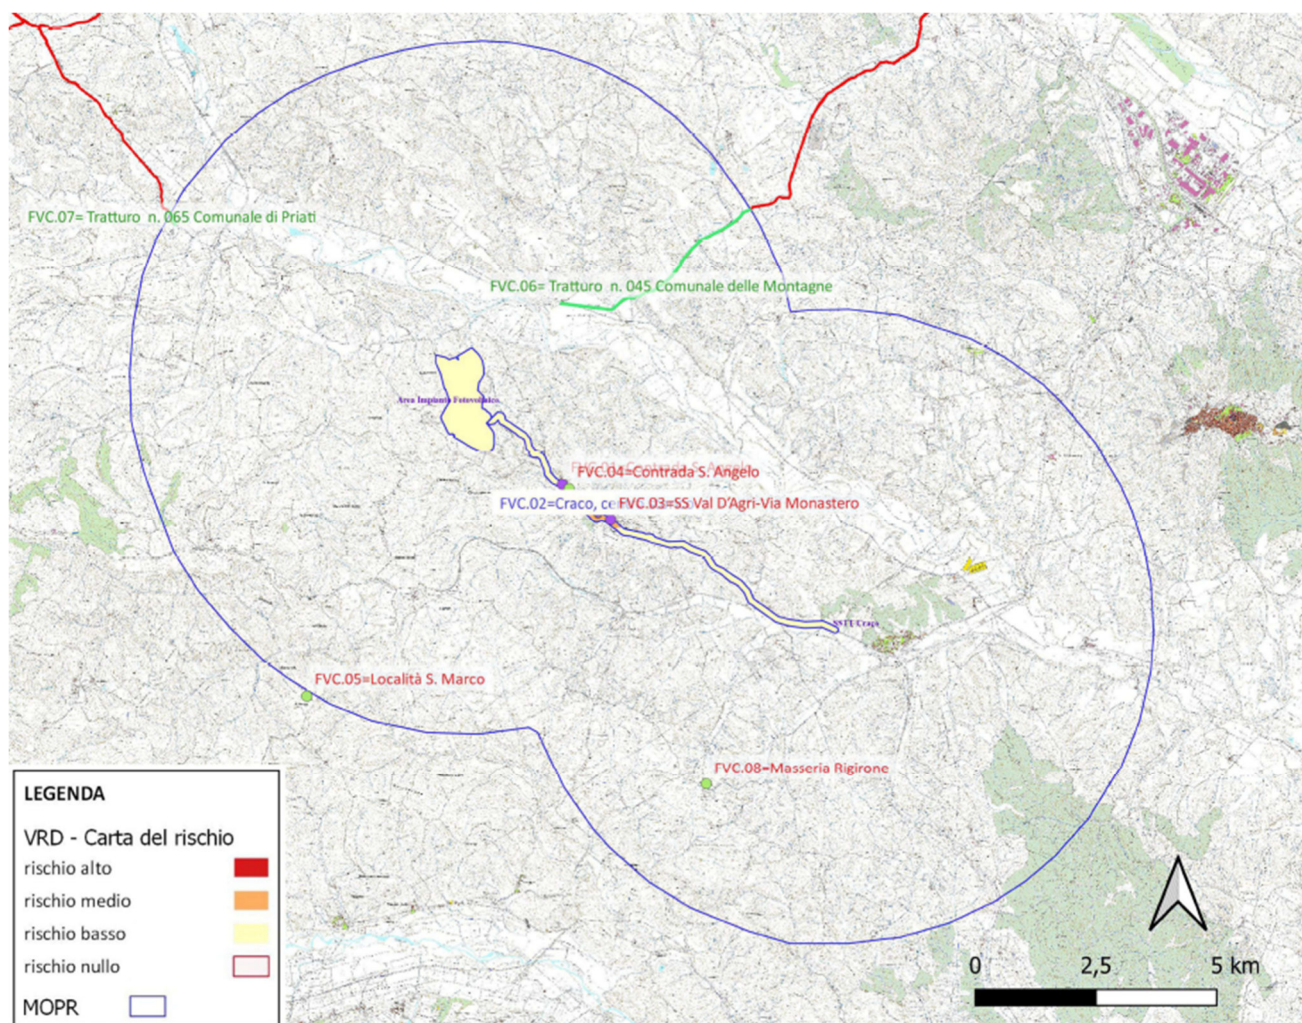 FVC.07= Tratturo n. 065 Comunale di Priati
FVC.06= Tratturo n. 045 Comunale delle Montagne
Area Impianto Fotovoltaico
FVC.04=Contrada S. Angelo
FVC.02=Craco, ce
FVC.03=SS Val D'Agri-Via Monastero
FVC.05=Località S. Marco
FVC.08=Masseria Rigirone
LEGENDA
VRD - Carta del rischio
rischio alto
rischio medio
rischio basso
rischio nullo
MOPR
0 2,5 5 km